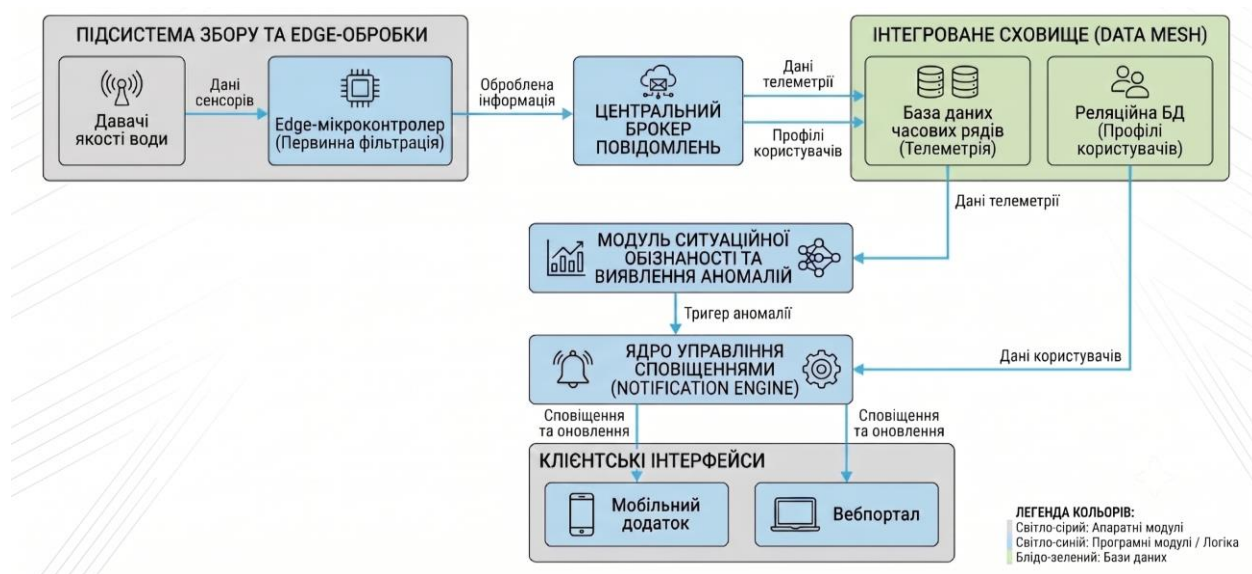 ПІДСИСТЕМА ЗБОРУ ТА EDGE-ОБРОБКИ
Давачі
якості води
Дані
сенсорів
Edge-мікроконтролер
(Первинна фільтрація)
Оброблена
інформація
ЦЕНТРАЛЬНИЙ
БРОКЕР
ПОВІДОМЛЕНЬ
Дані
телеметрії
Профілі
користувачів
ІНТЕГРОВАНЕ СХОВИЩЕ (DATA MESH)
База даних
часових рядів
(Телеметрія)
Реляційна БД
(Профілі
користувачів)
Дані телеметрії
МОДУЛЬ СИТУАЦІЙНОЇ
ОБІЗНАНОСТІ ТА
ВИЯВЛЕННЯ АНОМАЛІЙ
Тригер аномалії
ЯДРО УПРАВЛІННЯ
СПОВІЩЕННЯМИ
(NOTIFICATION ENGINE)
Дані користувачів
Сповіщення
та оновлення
Сповіщення
та оновлення
КЛІЄНТСЬКІ ІНТЕРФЕЙСИ
Мобільний
додаток
Вебпортал
ЛЕГЕНДА КОЛЬОРІВ:
Світло-сірий: Апаратні модулі
Світло-синій: Програмні модулі / Логіка
Блідо-зелений: Бази даних